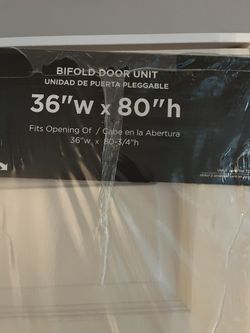 BIFOLD DOOR UNIT
UNIDAD DE PUERTA PLEGGABLE
36"w x 80"h
Fits Opening Of / Cabe en la Abertura
36"w x 80-3/4"h